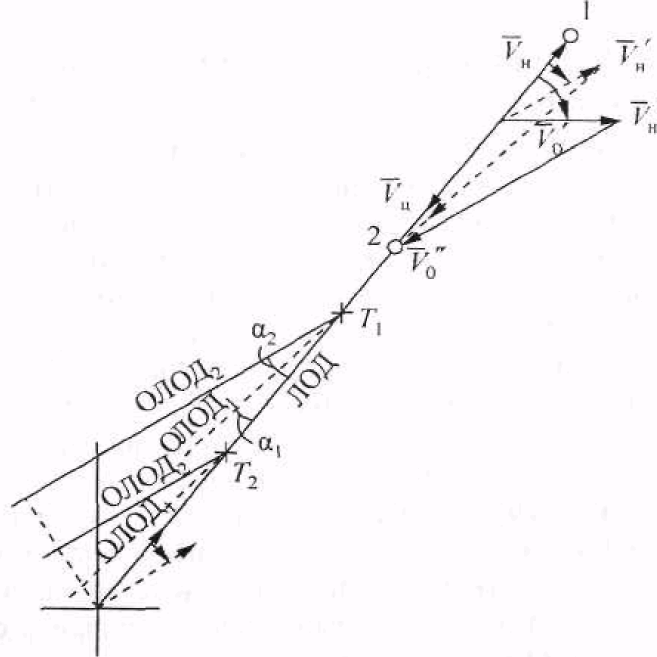 1
V̅н
V̅н′
V̅н
V̅0
V̅ц
2
V̅0‴
T1
α2
ОЛОД2
ЛОД
ОЛОД1
α1
ОЛОД2
T2
ОЛОД1